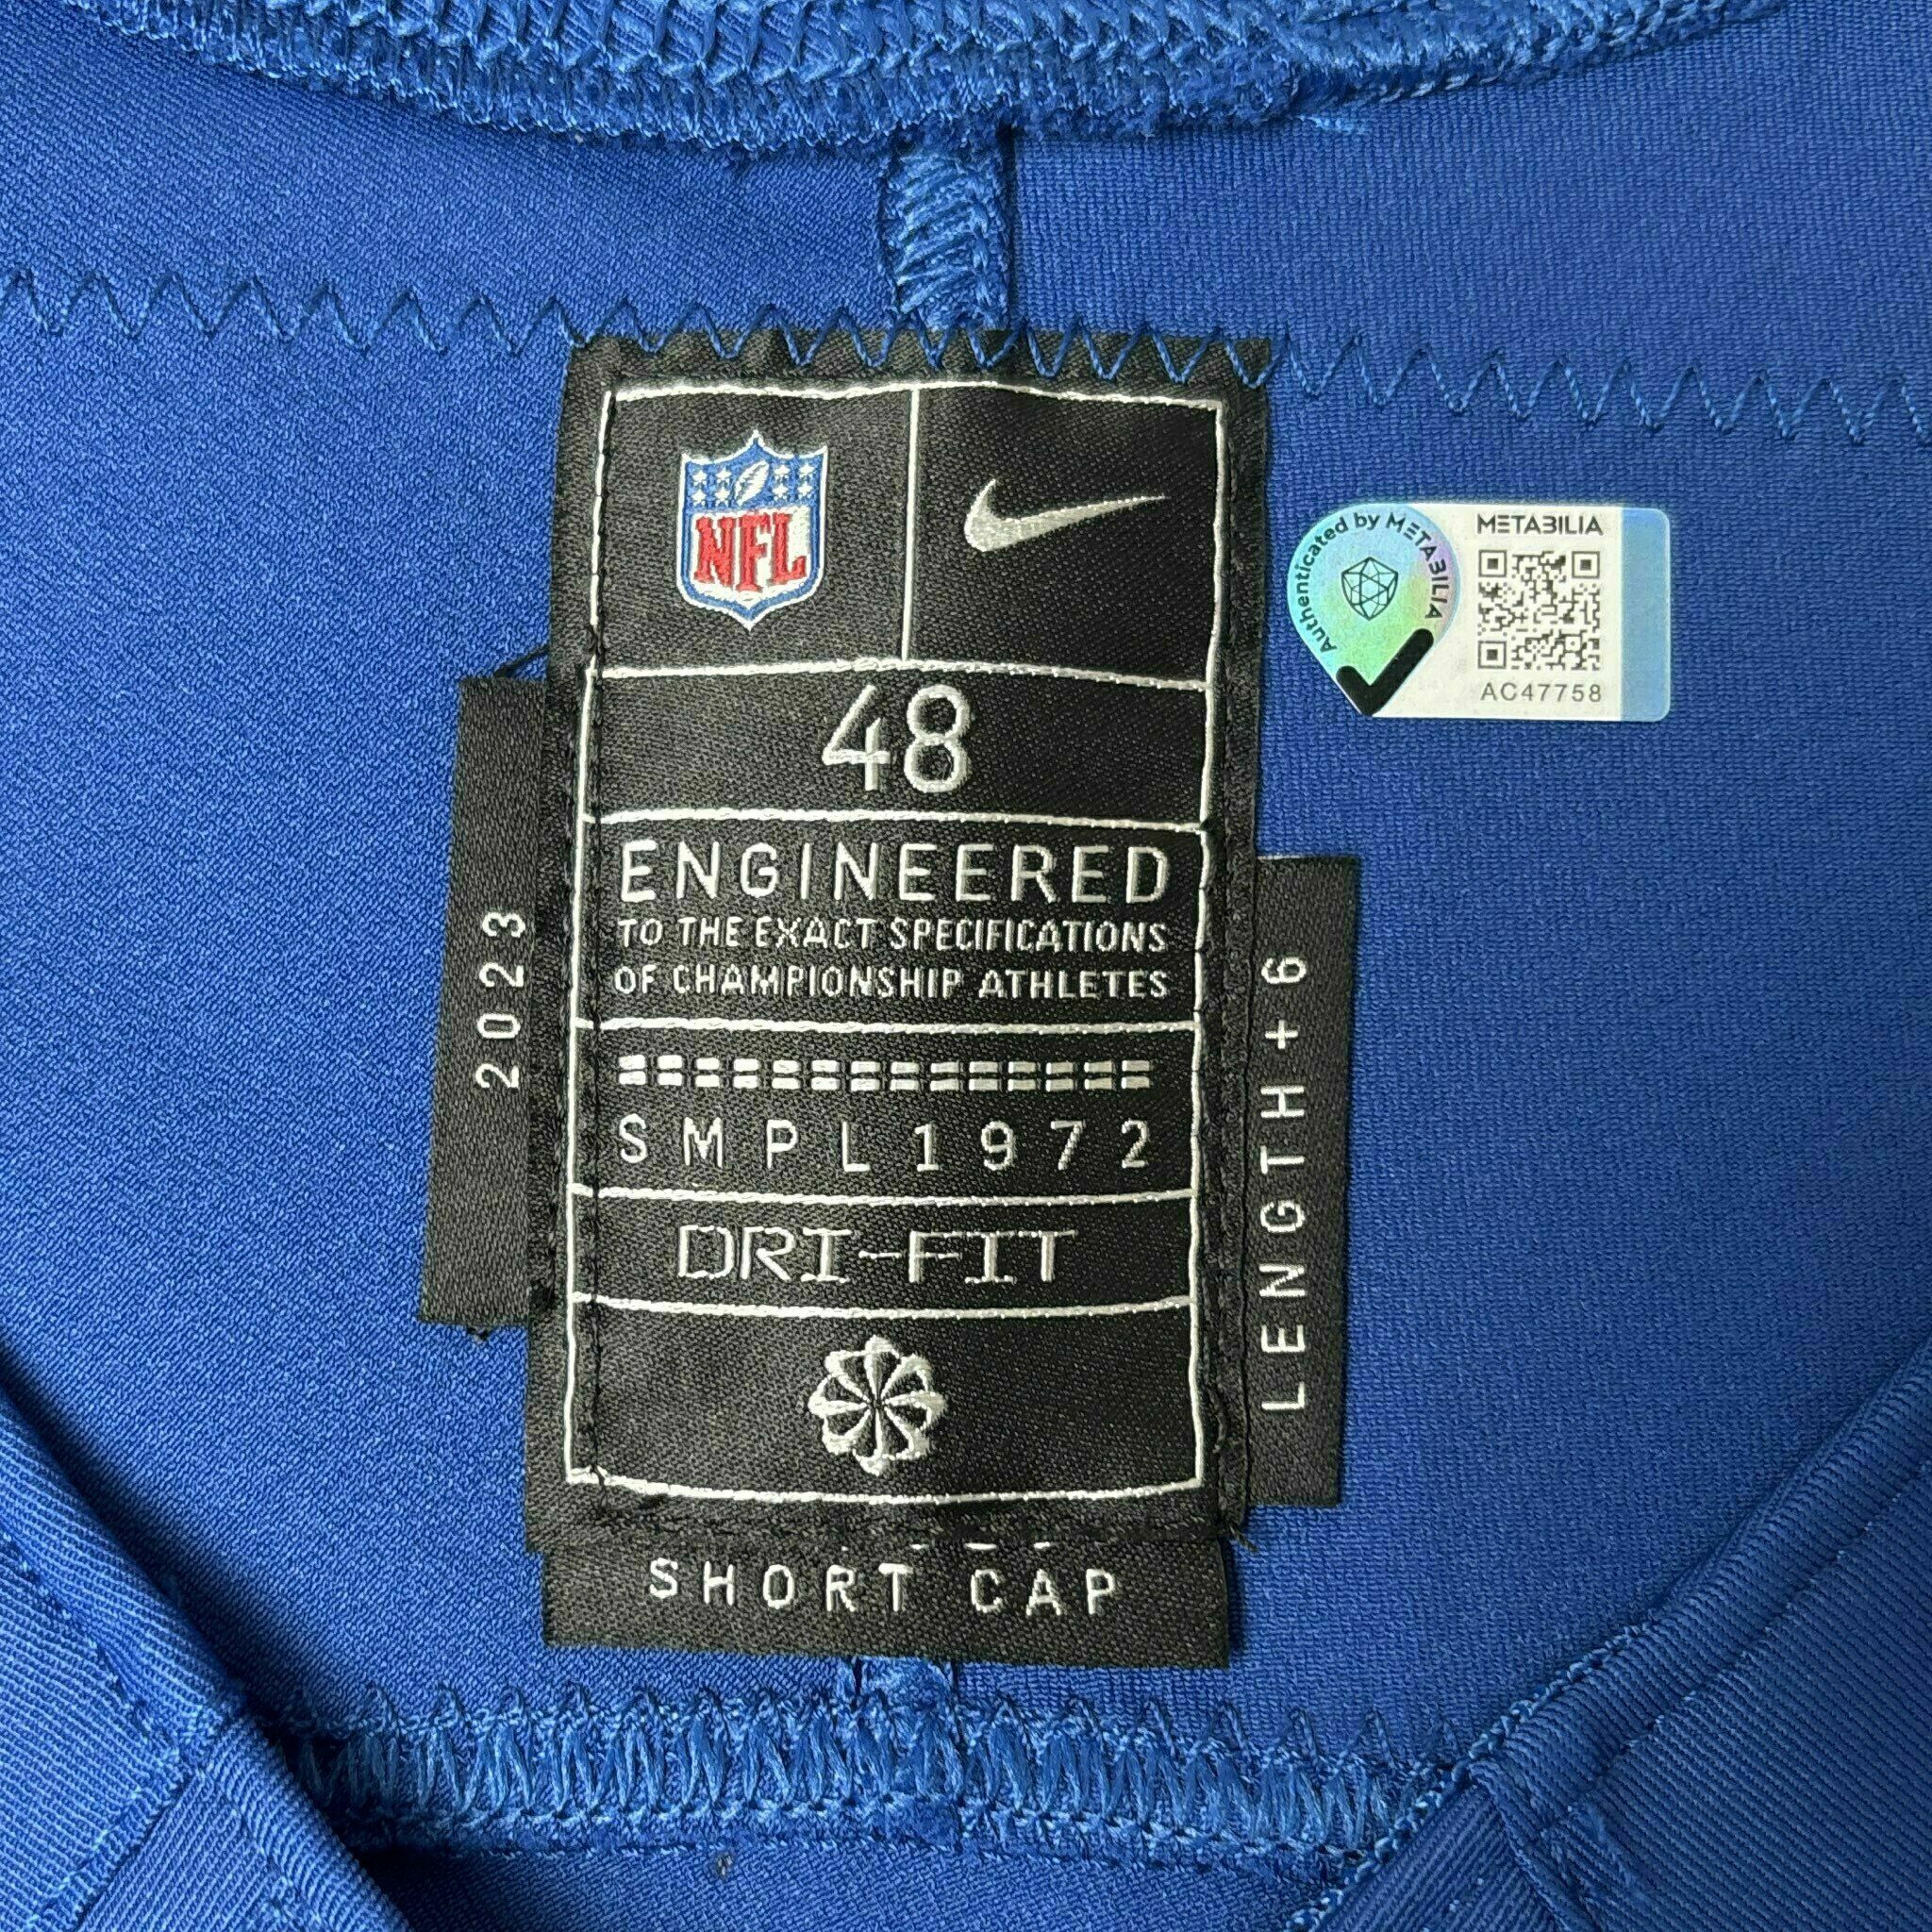 NFL
48
ENGINEERED
TO THE EXACT SPECIFICATIONS
OF CHAMPIONSHIP ATHLETES
SMPL1972
DRI-FIT
SHORT CAP
2023
LENGTH+6
Authenticated by METABILIA
METABILIA
AC47758